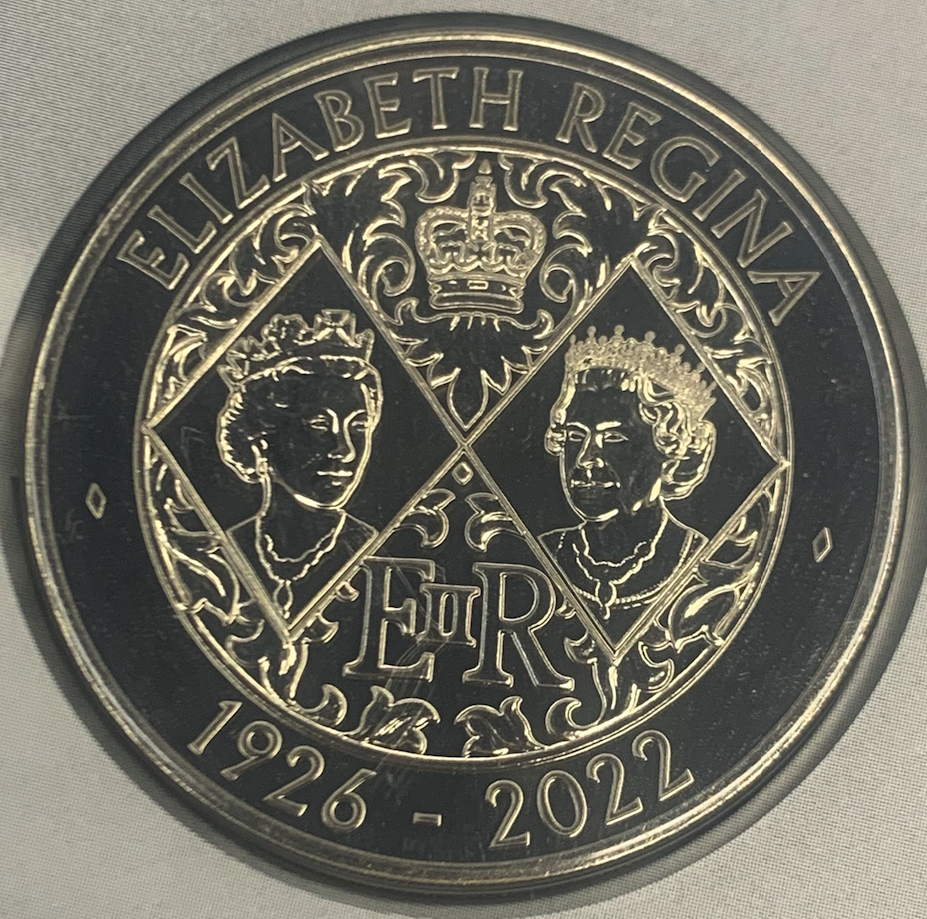 ELIZABETH REGINA
EIIR
1926 - 2022